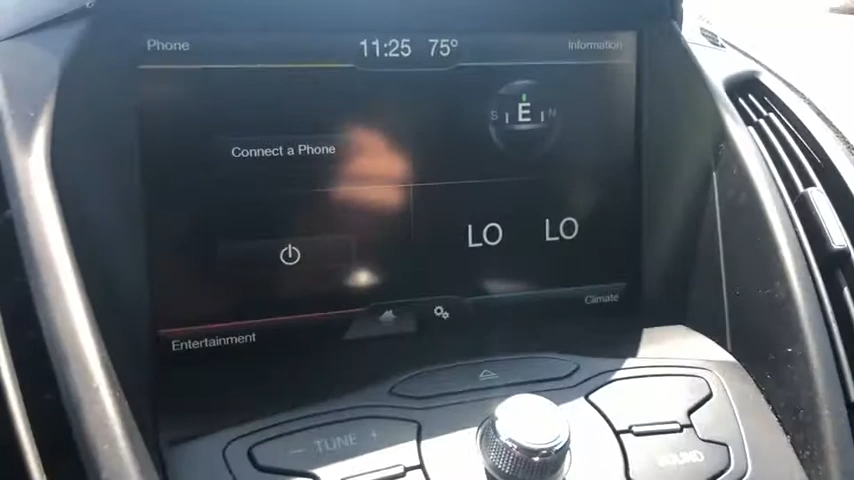 Phone 11:25 75° Information
S E N
Connect a Phone
LO LO
Climate
Entertainment
− TUNE +
SOUND